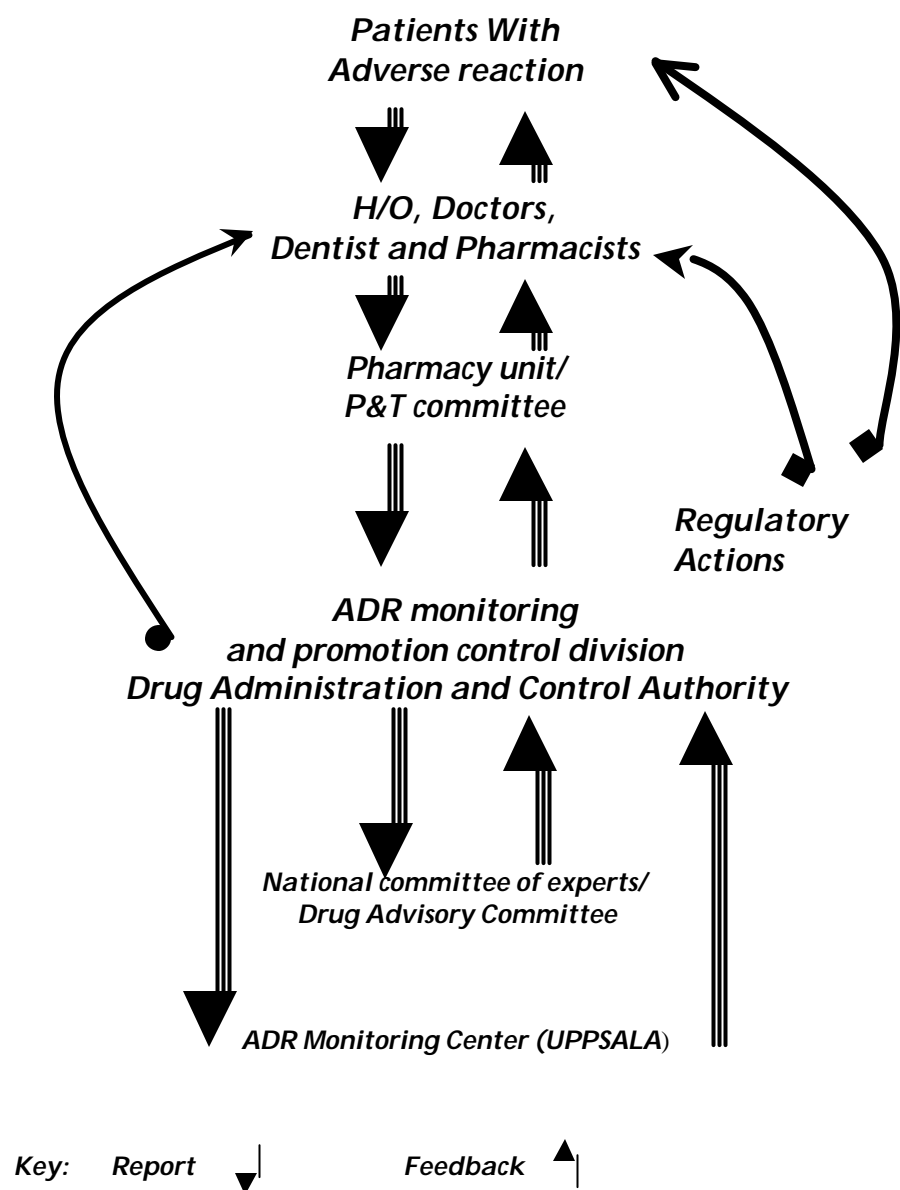 Patients With
Adverse reaction
H/O, Doctors,
Dentist and Pharmacists
Pharmacy unit/
P&T committee
Regulatory
Actions
ADR monitoring
and promotion control division
Drug Administration and Control Authority
National committee of experts/
Drug Advisory Committee
ADR Monitoring Center (UPPSALA)
Key: Report Feedback